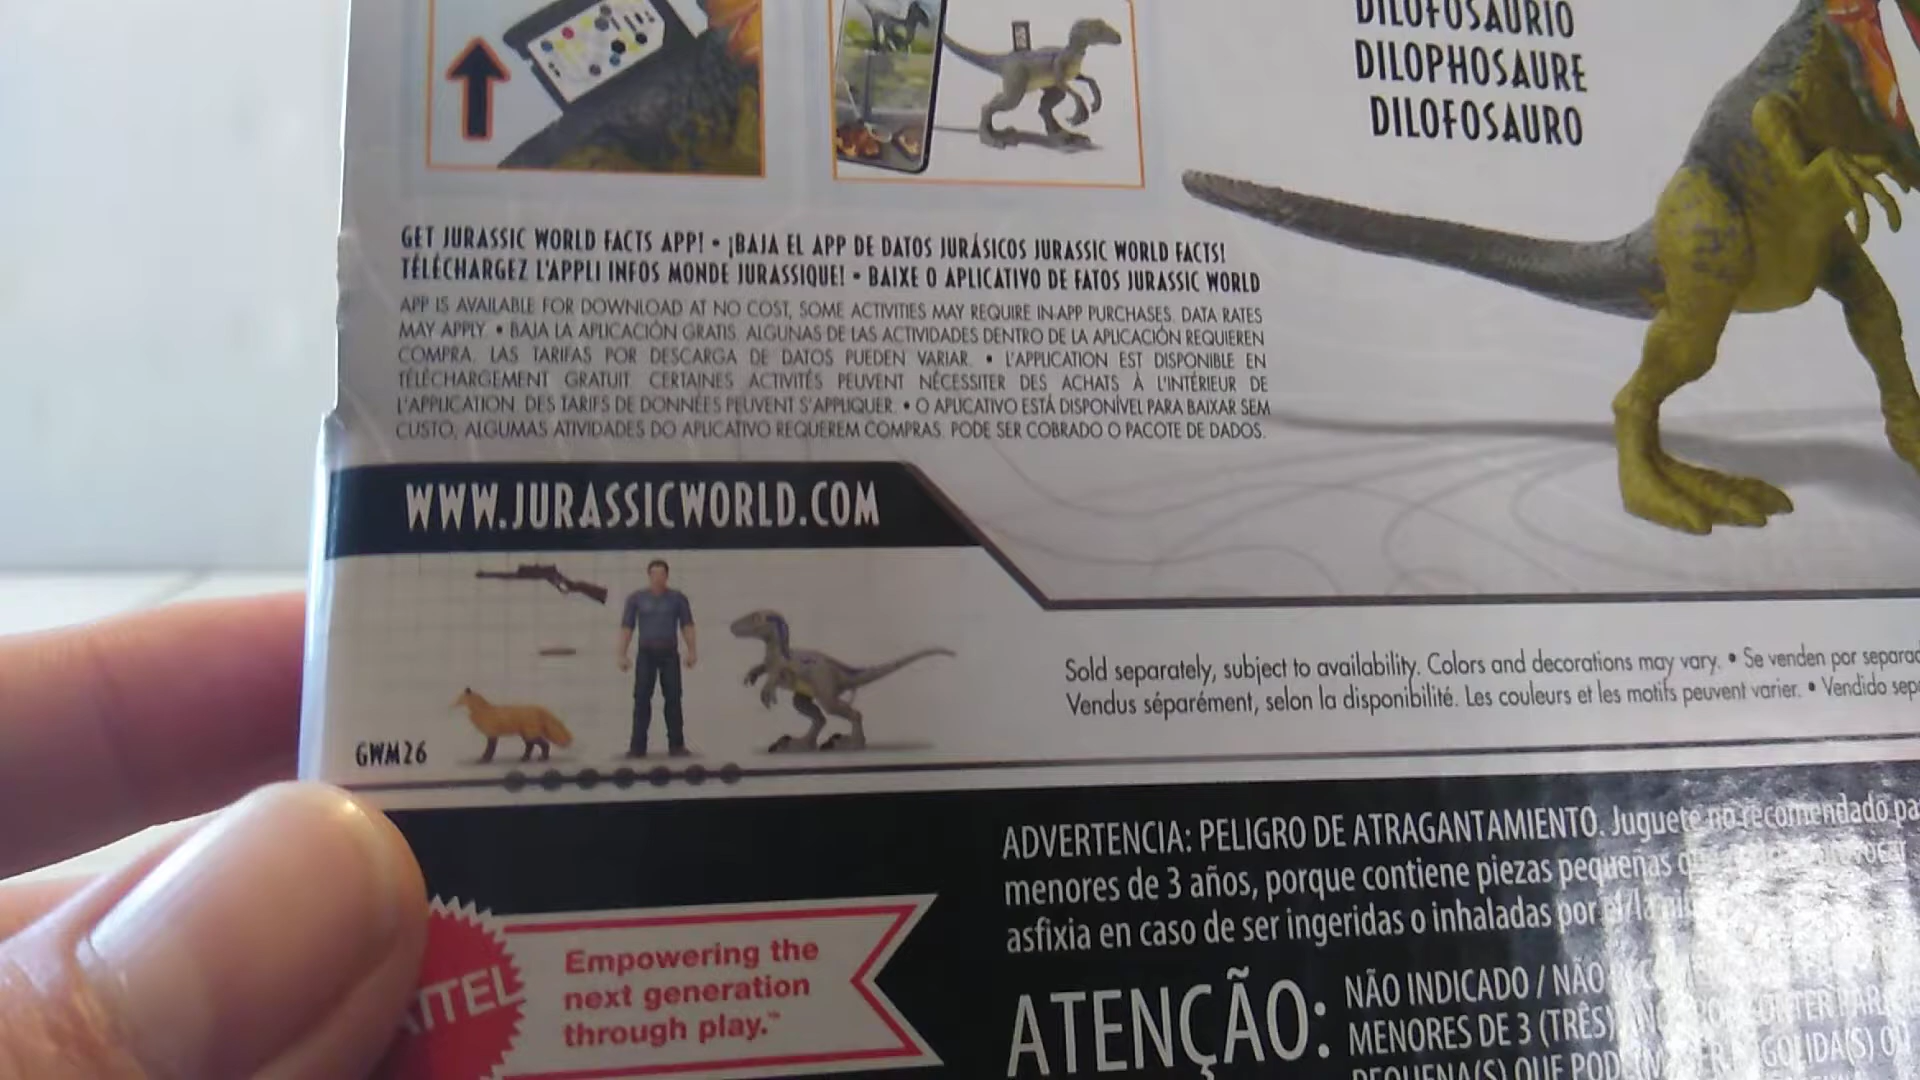 DILOFOSAURIO
DILOPHOSAURE
DILOFOSAURO
GET JURASSIC WORLD FACTS APP! • ¡BAJA EL APP DE DATOS JURÁSICOS JURASSIC WORLD FACTS!
TÉLÉCHARGEZ L'APPLI INFOS MONDE JURASSIQUE! • BAIXE O APLICATIVO DE FATOS JURASSIC WORLD
APP IS AVAILABLE FOR DOWNLOAD AT NO COST, SOME ACTIVITIES MAY REQUIRE IN-APP PURCHASES. DATA RATES
MAY APPLY. • BAJA LA APLICACIÓN GRATIS. ALGUNAS DE LAS ACTIVIDADES DENTRO DE LA APLICACIÓN REQUIEREN
COMPRA. LAS TARIFAS POR DESCARGA DE DATOS PUEDEN VARIAR. • L'APPLICATION EST DISPONIBLE EN
TÉLÉCHARGEMENT GRATUIT. CERTAINES ACTIVITÉS PEUVENT NÉCESSITER DES ACHATS À L'INTÉRIEUR DE
L'APPLICATION. DES TARIFS DE DONNÉES PEUVENT S'APPLIQUER. • O APLICATIVO ESTÁ DISPONÍVEL PARA BAIXAR SEM
CUSTO, ALGUMAS ATIVIDADES DO APLICATIVO REQUEREM COMPRAS. PODE SER COBRADO O PACOTE DE DADOS.
WWW.JURASSICWORLD.COM
GWM26
Sold separately, subject to availability. Colors and decorations may vary. • Se venden por separad
Vendus séparément, selon la disponibilité. Les couleurs et les motifs peuvent varier. • Vendido sep
ADVERTENCIA: PELIGRO DE ATRAGANTAMIENTO. Juguete no recomendado pa
menores de 3 años, porque contiene piezas pequeñas
asfixia en caso de ser ingeridas o inhaladas por el/la
TTEL
Empowering the
next generation
through play.™
ATENÇÃO:
NÃO INDICADO / NÃO
MENORES DE 3 (TRÊS)
PEQUENA(S) QUE